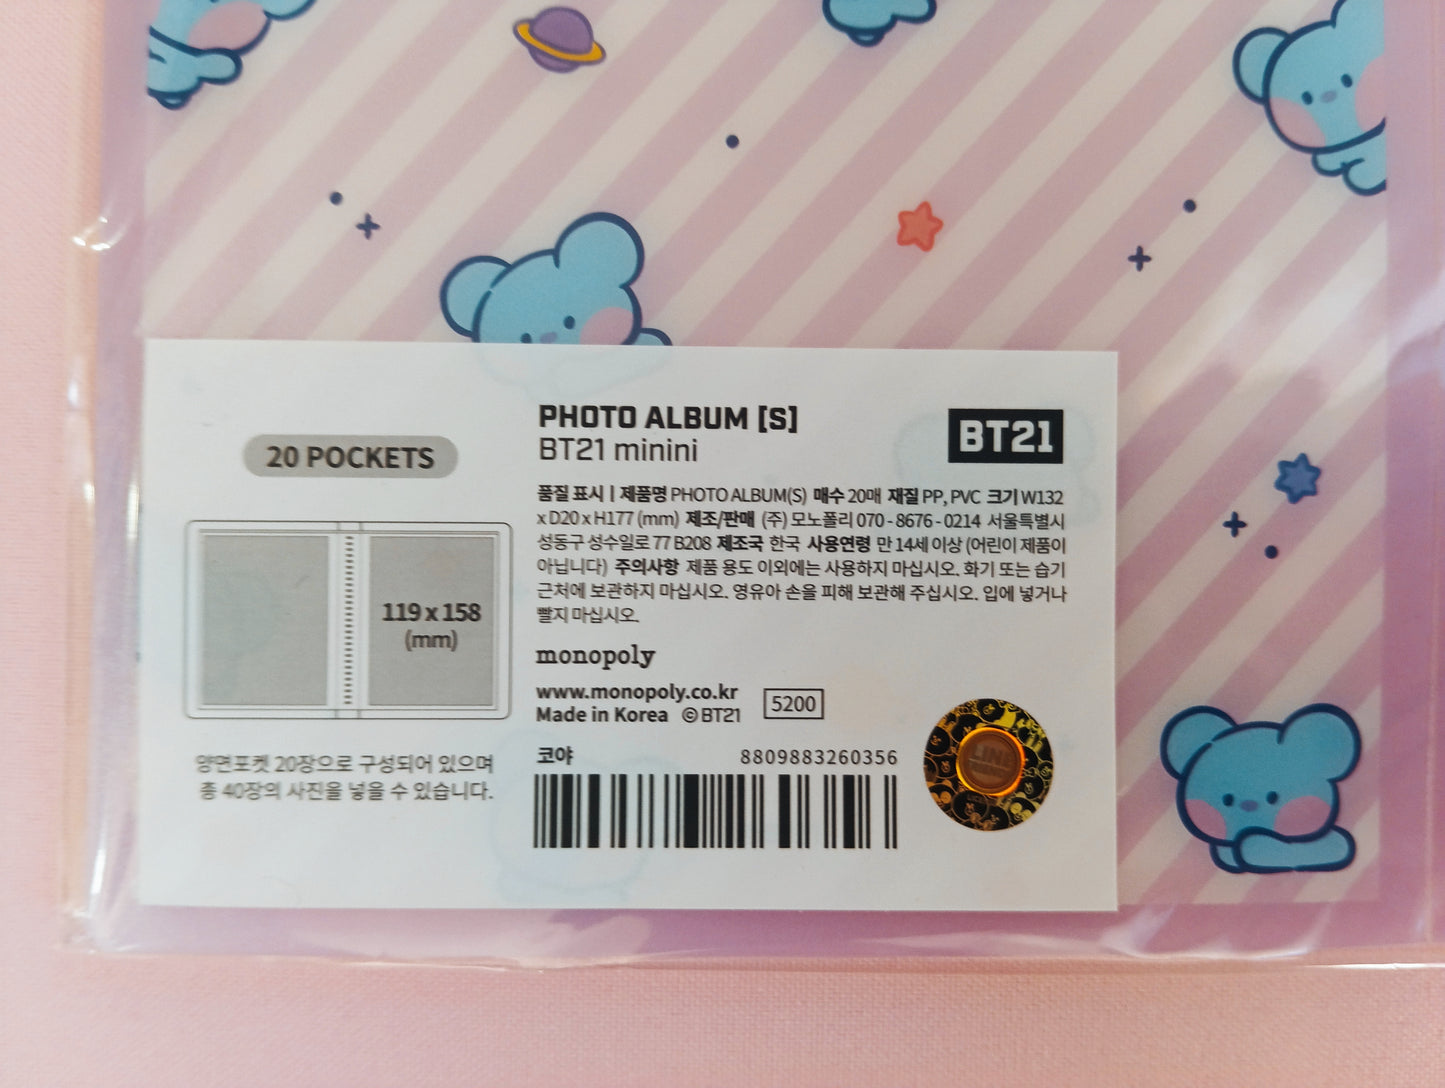 20 POCKETS
119 x 158
(mm)
양면포켓 20장으로 구성되어 있으며
총 40장의 사진을 넣을 수 있습니다.
PHOTO ALBUM [S]
BT21 minini
BT21
품질 표시 | 제품명 PHOTO ALBUM(S) 매수 20매 재질 PP, PVC 크기 W132
x D20 x H177 (mm) 제조/판매 (주) 모노폴리 070 - 8676 - 0214 서울특별시
성동구 성수일로 77 B208 제조국 한국 사용연령 만 14세 이상 (어린이 제품이
아닙니다) 주의사항 제품 용도 이외에는 사용하지 마십시오. 화기 또는 습기
근처에 보관하지 마십시오. 영유아 손을 피해 보관해 주십시오. 입에 넣거나
빨지 마십시오.
monopoly
www.monopoly.co.kr
Made in Korea ©BT21
5200
코야
8809883260356
LINE